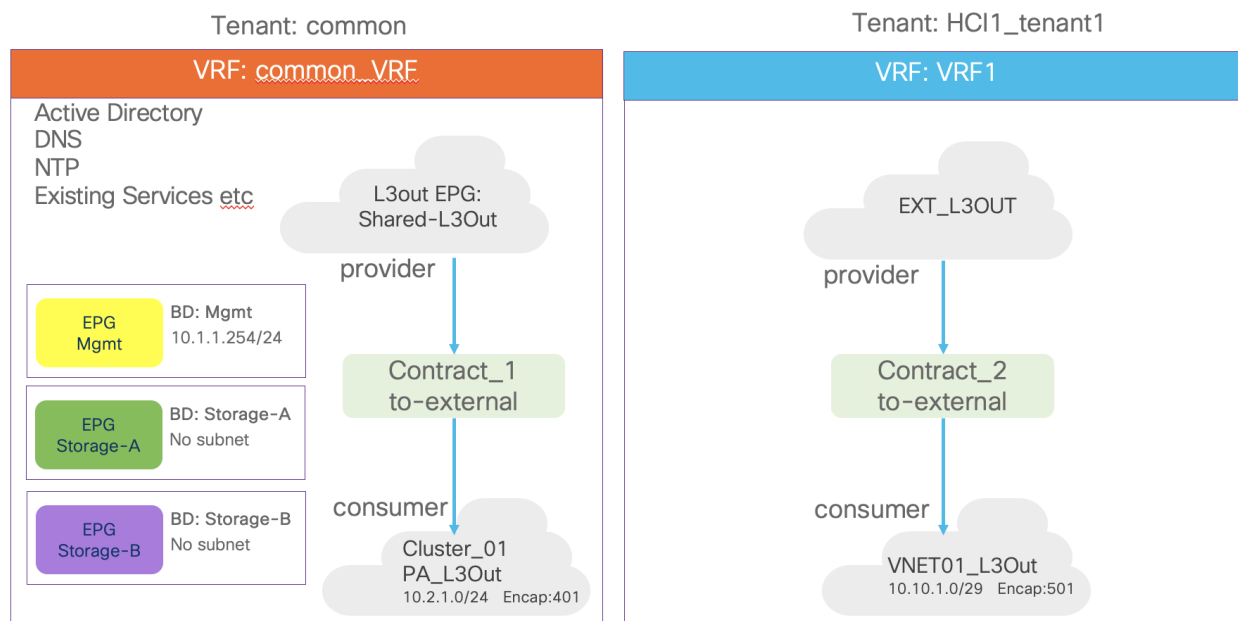 Tenant: common
VRF: common_VRF
Active Directory
DNS
NTP
Existing Services etc
L3out EPG:
Shared-L3Out
provider
EPG
Mgmt
BD: Mgmt
10.1.1.254/24
Contract_1
to-external
EPG
Storage-A
BD: Storage-A
No subnet
consumer
EPG
Storage-B
BD: Storage-B
No subnet
Cluster_01
PA_L3Out
10.2.1.0/24 Encap:401
Tenant: HCI1_tenant1
VRF: VRF1
EXT_L3OUT
provider
Contract_2
to-external
consumer
VNET01_L3Out
10.10.1.0/29 Encap:501